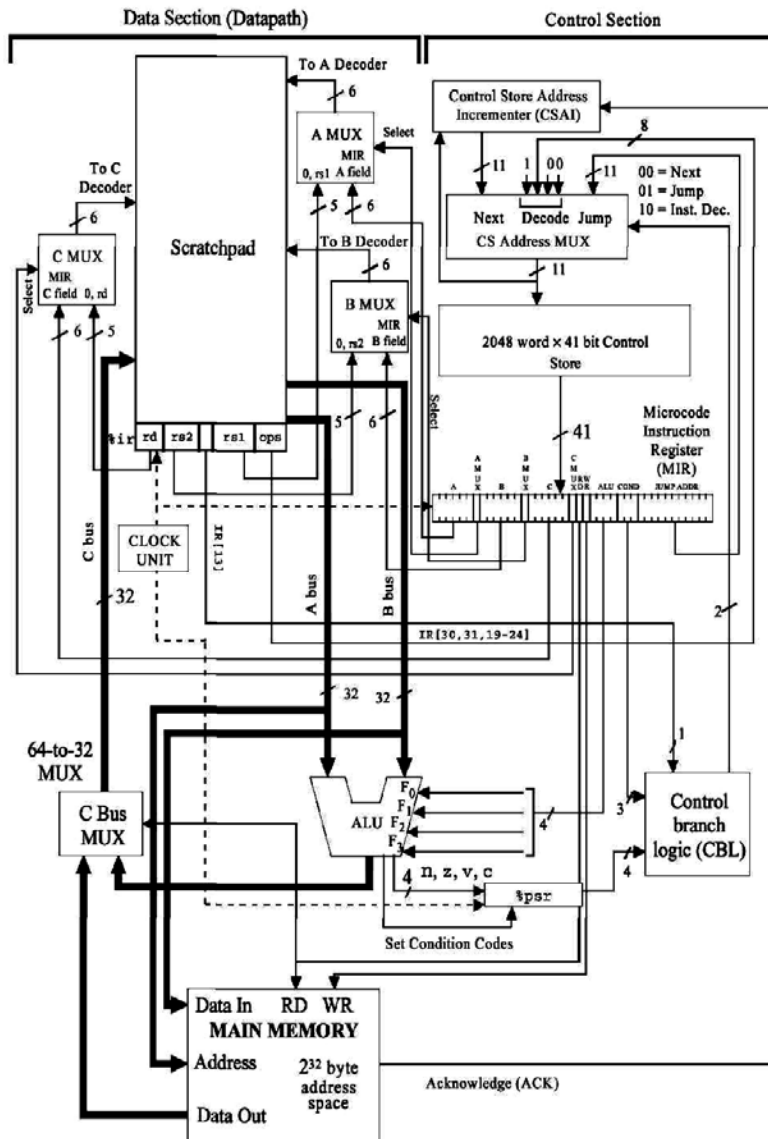 Data Section (Datapath)
Control Section
To A Decoder
6
A MUX
MIR
0, rs1 A field
Select
5
6
Control Store Address
Incrementer (CSAI)
8
11
1
00
11
00 = Next
01 = Jump
10 = Inst. Dec.
Next Decode Jump
CS Address MUX
11
To C
Decoder
6
C MUX
MIR
C field 0, rd
Select
6
5
Scratchpad
To B Decoder
6
B MUX
MIR
0, rs2 B field
5
6
Select
2048 word × 41 bit Control
Store
41
Microcode
Instruction
Register
(MIR)
%ir
rd
rs2
rs1
ops
A
AMUX
B
BMUX
C
CMUX
RD
WR
ALU
COND
JUMP ADDR
CLOCK
UNIT
IR[13]
C bus
32
A bus
B bus
IR[30,31,19-24]
2
32
32
1
64-to-32
MUX
C Bus
MUX
ALU
F0
F1
F2
F3
4
3
Control
branch
logic (CBL)
4
n, z, v, c
4
%psr
Set Condition Codes
Data In
RD
WR
MAIN MEMORY
Address
2³² byte
address
space
Data Out
Acknowledge (ACK)